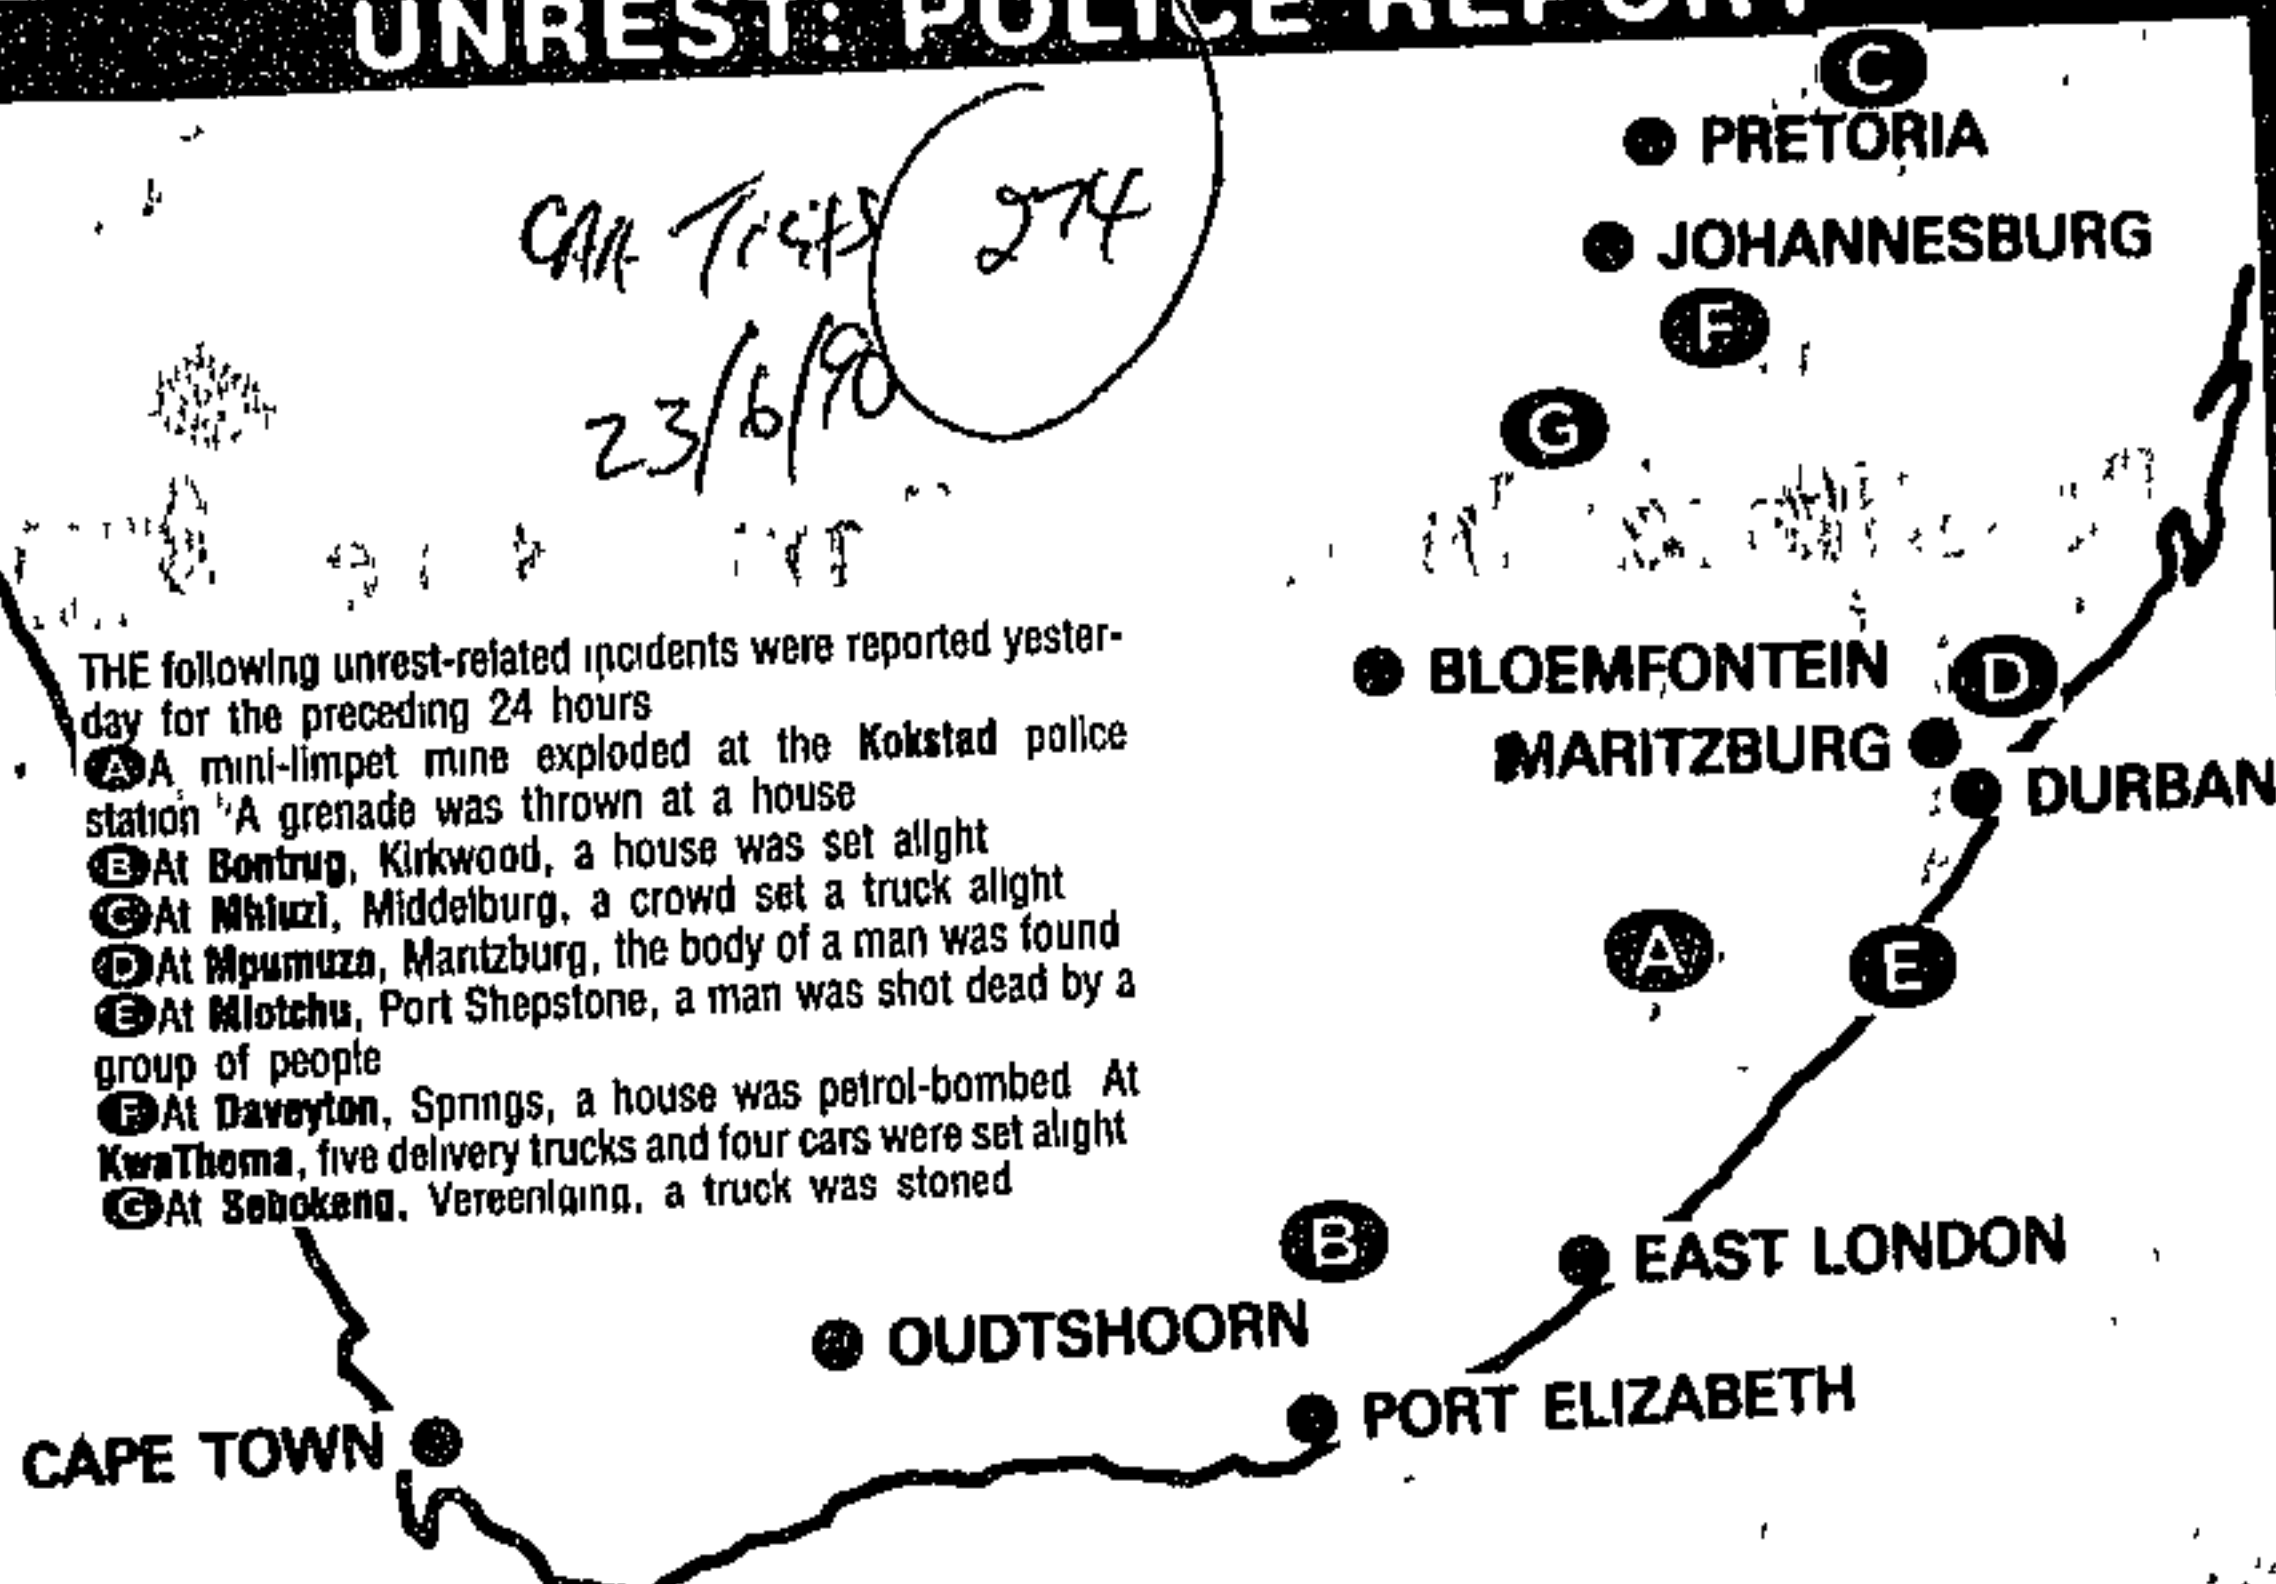 UNREST: POLICE REPORT
C
PRETORIA
274
JOHANNESBURG
23/6/90
F
G
THE following unrest-related incidents were reported yester-
day for the preceding 24 hours
A A mini-limpet mine exploded at the Kokstad police
station A grenade was thrown at a house
B At Bontrug, Kirkwood, a house was set alight
C At Mhluzi, Middelburg, a crowd set a truck alight
D At Mpumuza, Maritzburg, the body of a man was found
E At Mlotchu, Port Shepstone, a man was shot dead by a
group of people
F At Daveyton, Springs, a house was petrol-bombed At
KwaThema, five delivery trucks and four cars were set alight
G At Sebokeng, Vereeniging, a truck was stoned
BLOEMFONTEIN
D
MARITZBURG
DURBAN
A
E
B
EAST LONDON
OUDTSHOORN
PORT ELIZABETH
CAPE TOWN